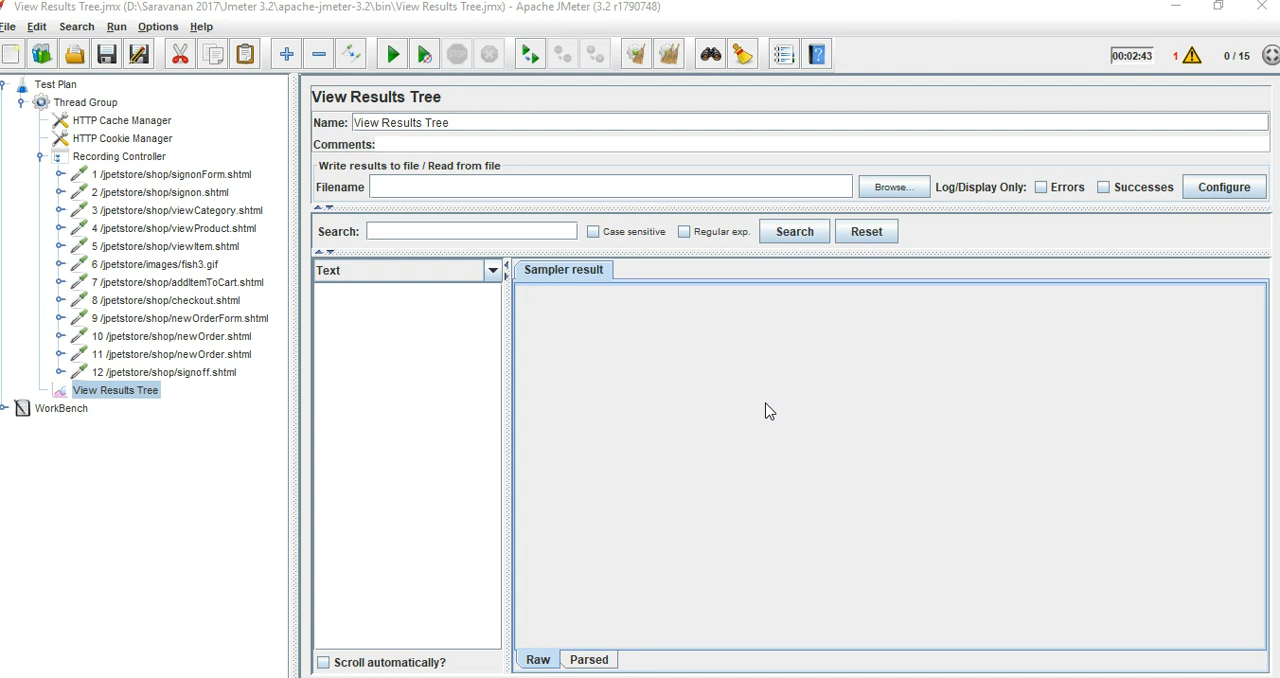 View Results Tree.jmx (D:\Saravanan 2017\Jmeter 3.2\apache-jmeter-3.2\bin\View Results Tree.jmx) - Apache JMeter (3.2 r1790748)
File Edit Search Run Options Help
00:02:43 1 0 / 15
Test Plan
Thread Group
HTTP Cache Manager
HTTP Cookie Manager
Recording Controller
1 /jpetstore/shop/signonForm.shtml
2 /jpetstore/shop/signon.shtml
3 /jpetstore/shop/viewCategory.shtml
4 /jpetstore/shop/viewProduct.shtml
5 /jpetstore/shop/viewItem.shtml
6 /jpetstore/images/fish3.gif
7 /jpetstore/shop/addItemToCart.shtml
8 /jpetstore/shop/checkout.shtml
9 /jpetstore/shop/newOrderForm.shtml
10 /jpetstore/shop/newOrder.shtml
11 /jpetstore/shop/newOrder.shtml
12 /jpetstore/shop/signoff.shtml
View Results Tree
WorkBench
View Results Tree
Name: View Results Tree
Comments:
Write results to file / Read from file
Filename Browse... Log/Display Only: Errors Successes Configure
Search: Case sensitive Regular exp. Search Reset
Text
Sampler result
Scroll automatically?
Raw Parsed